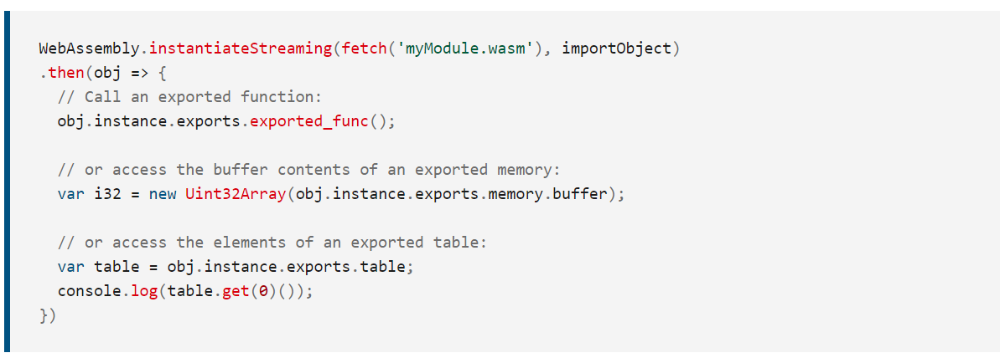 WebAssembly.instantiateStreaming(fetch('myModule.wasm'), importObject)
.then(obj => {
  // Call an exported function:
  obj.instance.exports.exported_func();

  // or access the buffer contents of an exported memory:
  var i32 = new Uint32Array(obj.instance.exports.memory.buffer);

  // or access the elements of an exported table:
  var table = obj.instance.exports.table;
  console.log(table.get(0)());
})